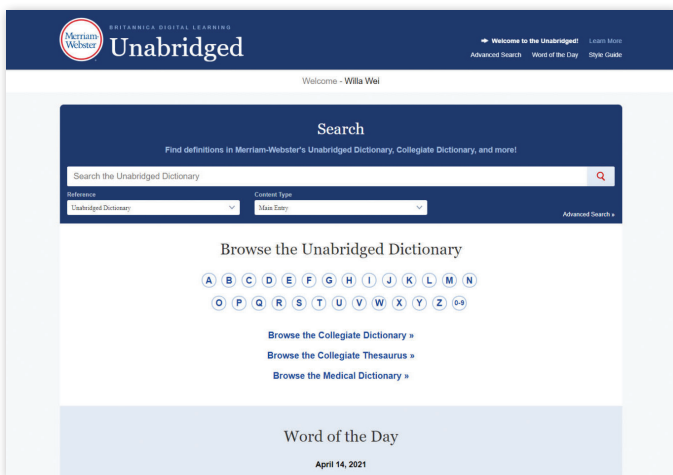 Merriam-
Webster
BRITANNICA DIGITAL LEARNING
Unabridged
Welcome to the Unabridged! Learn More
Advanced Search Word of the Day Style Guide
Welcome - Willa Wei
Search
Find definitions in Merriam-Webster's Unabridged Dictionary, Collegiate Dictionary, and more!
Search the Unabridged Dictionary
Reference Content Type
Unabridged Dictionary Main Entry
Advanced Search »
Browse the Unabridged Dictionary
A B C D E F G H I J K L M N
O P Q R S T U V W X Y Z 0-9
Browse the Collegiate Dictionary »
Browse the Collegiate Thesaurus »
Browse the Medical Dictionary »
Word of the Day
April 14, 2021